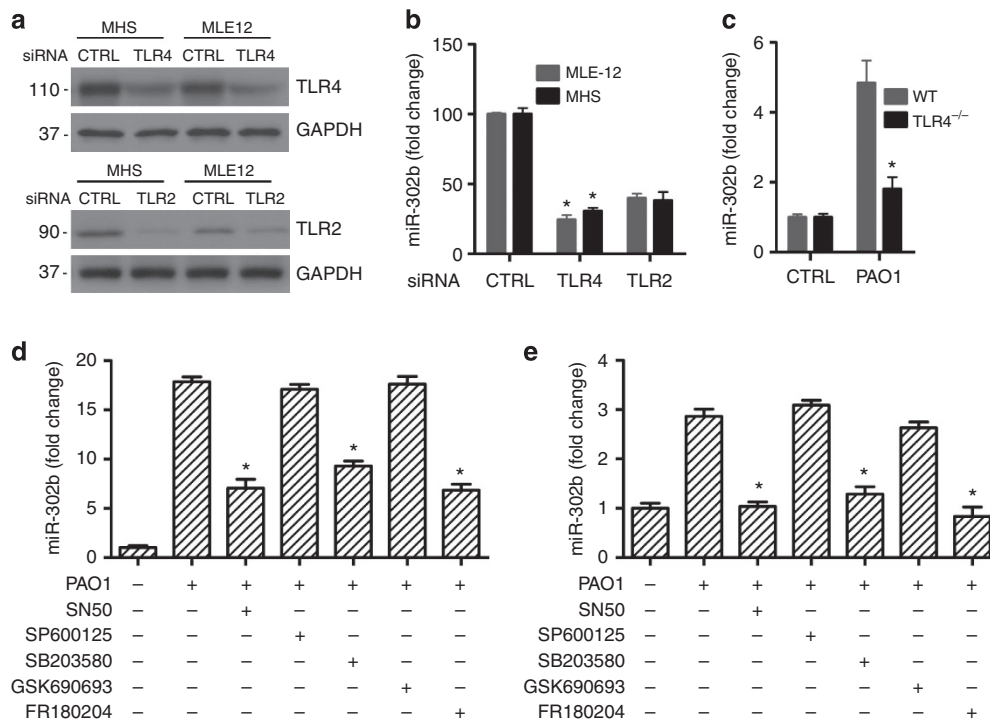 a
MHS MLE12
siRNA CTRL TLR4 CTRL TLR4
110 - TLR4
37 - GAPDH
MHS MLE12
siRNA CTRL TLR2 CTRL TLR2
90 - TLR2
37 - GAPDH
b
miR-302b (fold change)
150
100
50
0
MLE-12
MHS
* *
siRNA CTRL TLR4 TLR2
c
miR-302b (fold change)
6
4
2
0
WT
TLR4−/−
*
CTRL PAO1
d
miR-302b (fold change)
20
15
10
5
0
* * *
PAO1 − + + + + + +
SN50 − − + − − − −
SP600125 − − − + − − −
SB203580 − − − − + − −
GSK690693 − − − − − + −
FR180204 − − − − − − +
e
miR-302b (fold change)
4
3
2
1
0
* * *
PAO1 − + + + + + +
SN50 − − + − − − −
SP600125 − − − + − − −
SB203580 − − − − + − −
GSK690693 − − − − − + −
FR180204 − − − − − − +